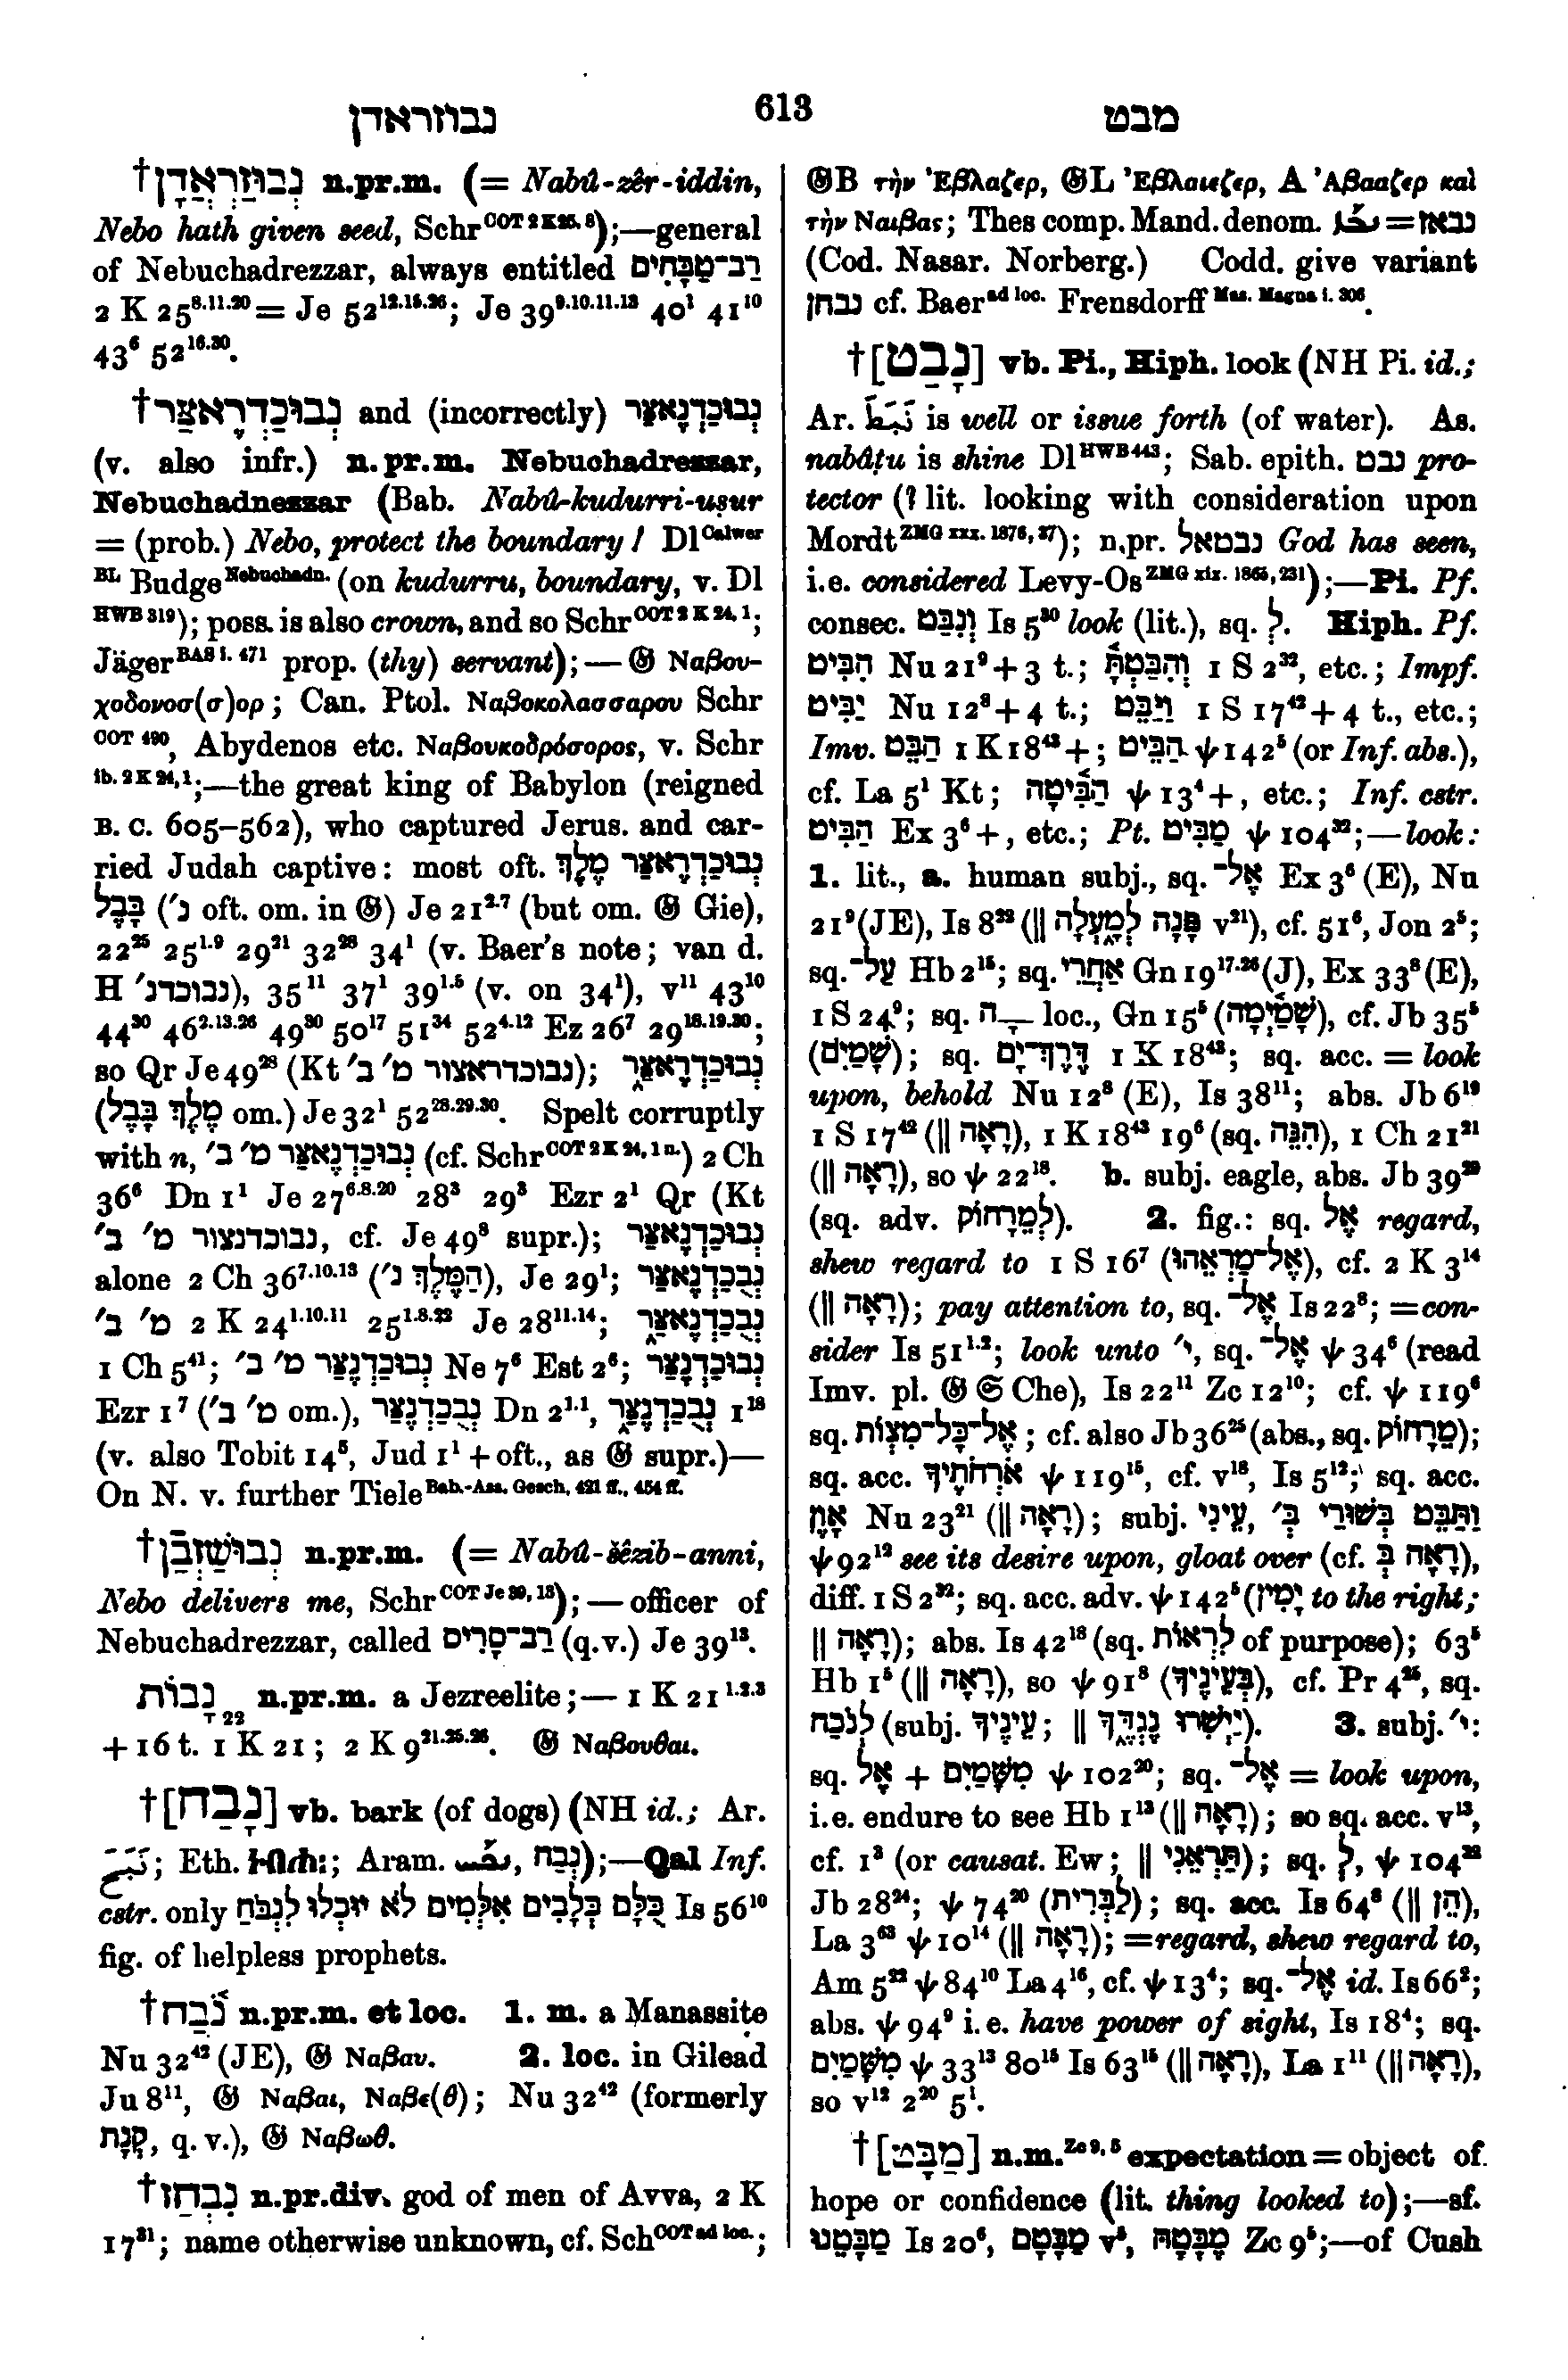 נבוזראדן
613
מבט
†נְבוּזַרְאֲדָן n.pr.m. (= Nabû-zêr-iddin,
Nebo hath given seed, Schr COT 2 K 25, 8);—general
of Nebuchadrezzar, always entitled רַב־טַבָּחִים
2 K 25 8.11.20 = Je 52 12.15.26; Je 39 9.10.11.13 40 1 41 10
43 6 52 16.30.
†נְבוּכַדְרֶאצַּר and (incorrectly) נְבוּכַדְנֶאצַּר
(v. also infr.) n.pr.m. Nebuchadrezzar,
Nebuchadnezzar (Bab. Nabû-kudurri-uṣur
= (prob.) Nebo, protect the boundary! Dl Calwer
BL Budge Nebuchadn. (on kudurru, boundary, v. Dl
HWB 319); poss. is also crown, and so Schr COT 2 K 24, 1;
Jäger BAS i. 471 prop. (thy) servant);—𝔊 Ναβου-
χοδονοσ(σ)ορ; Can. Ptol. Ναβοκολασσαρου Schr
COT 490, Abydenos etc. Ναβουκοδρόσορος, v. Schr
ib. 2 K 24, 1;—the great king of Babylon (reigned
B. C. 605–562), who captured Jerus. and car-
ried Judah captive: most oft. נְבוּכַדְרֶאצַּר מֶלֶךְ
בָּבֶל (נ׳ oft. om. in 𝔊) Je 21 2.7 (but om. 𝔊 Gie),
22 25 25 1.9 29 21 32 28 34 1 (v. Baer's note; van d.
H נבוכדנ׳), 35 11 37 1 39 1.5 (v. on 34 1), v 11 43 10
44 30 46 2.13.26 49 30 50 17 51 34 52 4.12 Ez 26 7 29 18.19.30;
so Qr Je 49 28 (Kt נבוכדראצור מ׳ ב׳); נְבוּכַדְרֶאצַּר
(מֶלֶךְ בָּבֶל om.) Je 32 1 52 28.29.30. Spelt corruptly
with n, נְבוּכַדְנֶאצַּר מ׳ ב׳ (cf. Schr COT 2 K 24, 1 n.) 2 Ch
36 6 Dn 1 1 Je 27 6.8.20 28 3 29 3 Ezr 2 1 Qr (Kt
נבוכדנצור מ׳ ב׳, cf. Je 49 8 supr.); נְבוּכַדְנֶאצַּר
alone 2 Ch 36 7.10.13 (הַמֶּלֶךְ נ׳), Je 29 1; נְבֻכַדְנֶאצַּר
מ׳ ב׳ 2 K 24 1.10.11 25 1.8.22 Je 28 11.14; נְבֻכַדְנֶאצַּר
1 Ch 5 41; נְבוּכַדְנֶצַּר מ׳ ב׳ Ne 7 6 Est 2 6; נְבוּכַדְנֶצַּר
Ezr 1 7 (מ׳ ב׳ om.), נְבֻכַדְנֶצַּר Dn 2 1.1, נְבֻכַדְנֶצַּר 1 18
(v. also Tobit 14 5, Jud 1 1 + oft., as 𝔊 supr.)—
On N. v. further Tiele Bab.-Ass. Gesch. 421 ff., 454 ff.
†נְבוּשַׁזְבָּן n.pr.m. (= Nabû-šêzib-anni,
Nebo delivers me, Schr COT Je 39, 13);—officer of
Nebuchadrezzar, called רַב־סָרִים (q.v.) Je 39 13.
נָבוֹת 22 n.pr.m. a Jezreelite;— 1 K 21 1.2.3
+ 16 t. 1 K 21; 2 K 9 21.25.26. 𝔊 Ναβουθαι.
†[נָבַח] vb. bark (of dogs) (NH id.; Ar.
نَبَحَ; Eth. ነብሐ፡; Aram. ܢܒܚ, נְבַח);—Qal Inf.
cstr. only כֻּלָּם כְּלָבִים אִלְּמִים לֹא יוּכְלוּ לִנְבֹּחַ Is 56 10
fig. of helpless prophets.
†נֹ֫בַח n.pr.m. et loc. 1. m. a Manassite
Nu 32 42 (JE), 𝔊 Ναβαυ. 2. loc. in Gilead
Ju 8 11, 𝔊 Ναβαι, Ναβε(θ); Nu 32 42 (formerly
קְנָת, q.v.), 𝔊 Ναβωθ.
†נִבְחַז n.pr.div. god of men of Avva, 2 K
17 31; name otherwise unknown, cf. Sch COT ad loc.;
𝔊B τὴν Ἐβλαζερ, 𝔊L Ἐβλαιεζερ, A Ἀβααζερ καὶ
τὴν Ναιβας; Thes comp. Mand. denom. = נבאז
(Cod. Nasar. Norberg.) Codd. give variant
נבחן cf. Baer ad loc. Frensdorff Mas. Magna i. 306.
†[נָבַט] vb. Pi., Hiph. look (NH Pi. id.;
Ar. نَبَطَ is well or issue forth (of water). As.
nabâṭu is shine Dl HWB 443; Sab. epith. נבט pro-
tector (? lit. looking with consideration upon
Mordt ZMG xxx. 1876, 37); n.pr. נבטאל God has seen,
i.e. considered Levy-Os ZMG xix. 1865, 231);—Pi. Pf.
consec. וְנִבַּט Is 5 30 look (lit.), sq. לְ. Hiph. Pf.
הִבִּיט Nu 21 9 + 3 t.; וְהִבַּטְתָּ֫ 1 S 2 32, etc.; Impf.
יַבִּיט Nu 12 8 + 4 t.; וַיַּבֵּט 1 S 17 42 + 4 t., etc.;
Imv. הַבֵּט 1 K 18 43 +; הַבֵּיט ψ 142 5 (or Inf. abs.),
cf. La 5 1 Kt; הַבִּ֫יטָה ψ 13 4 +, etc.; Inf. cstr.
הַבִּיט Ex 3 6 +, etc.; Pt. מַבִּיט ψ 104 32;—look:
1. lit., a. human subj., sq. אֶל־ Ex 3 6 (E), Nu
21 9 (JE), Is 8 22 (‖ פָּנָה לְמָעְלָה v 21), cf. 51 6, Jon 2 5;
sq. עַל־ Hb 2 15; sq. אַחֲרֵי Gn 19 17.26 (J), Ex 33 8 (E),
1 S 24 9; sq. ־ָה loc., Gn 15 5 (שָׁמַ֫יְמָה), cf. Jb 35 5
(שָׁמַיִם); sq. דֶּרֶךְ־יָם 1 K 18 43; sq. acc. = look
upon, behold Nu 12 8 (E), Is 38 11; abs. Jb 6 19
1 S 17 42 (‖ רָאָה), 1 K 18 43 19 6 (sq. הִנֵּה), 1 Ch 21 21
(‖ רָאָה), so ψ 22 18. b. subj. eagle, abs. Jb 39 29
(sq. adv. לְמֵרָחוֹק). 2. fig.: sq. אֶל regard,
shew regard to 1 S 16 7 (אֶל־מַרְאֵהוּ), cf. 2 K 3 14
(‖ רָאָה); pay attention to, sq. אֶל־ Is 22 8; = con-
sider Is 51 1.2; look unto י׳, sq. אֶל־ ψ 34 6 (read
Imv. pl. 𝔊 𝔖 Che), Is 22 11 Zc 12 10; cf. ψ 119 6
sq. אֶל־כָּל־מִצְוֹת; cf. also Jb 36 25 (abs., sq. מֵרָחוֹק);
sq. acc. אֹרְחֹתֶיךָ ψ 119 15, cf. v 18, Is 5 12; sq. acc.
אָוֶן Nu 23 21 (‖ רָאָה); subj. עֵינִי, וַתַּבֵּט בְּשׁוּרַי בְּ׳
ψ 92 12 see its desire upon, gloat over (cf. רָאָה בְּ),
diff. 1 S 2 32; sq. acc. adv. ψ 142 5 (יָמִין to the right;
‖ רָאָה); abs. Is 42 18 (sq. לִרְאוֹת of purpose); 63 5
Hb 1 5 (‖ רָאָה), so ψ 91 8 (בְּעֵינֶיךָ), cf. Pr 4 25, sq.
לְנֹכַח (subj. עֵינֶיךָ; ‖ יַיְשִׁרוּ נֶגְדֶּךָ). 3. subj. י׳:
sq. אֶל + מִשָּׁמַיִם ψ 102 20; sq. אֶל־ = look upon,
i.e. endure to see Hb 1 13 (‖ רָאָה); so sq. acc. v 13,
cf. 1 3 (or causat. Ew; ‖ תַּרְאֵנִי); sq. לְ, ψ 104 32
Jb 28 24; ψ 74 20 (לַבְּרִית); sq. acc. Is 64 8 (‖ הֵן),
La 3 63 ψ 10 14 (‖ רָאָה); = regard, shew regard to,
Am 5 22 ψ 84 10 La 4 16, cf. ψ 13 4; sq. אֶל־ id. Is 66 2;
abs. ψ 94 9 i.e. have power of sight, Is 18 4; sq.
מִשָּׁמַיִם ψ 33 13 80 15 Is 63 15 (‖ רָאָה), La 1 11 (‖ רָאָה),
so v 12 2 20 5 1.
†[מַבָּט] n.m. Zc 9, 5 expectation = object of
hope or confidence (lit. thing looked to);—sf.
מַבָּטֵנוּ Is 20 6, מַבָּטָם v 5, מֶבָּטָהּ Zc 9 5;—of Cush